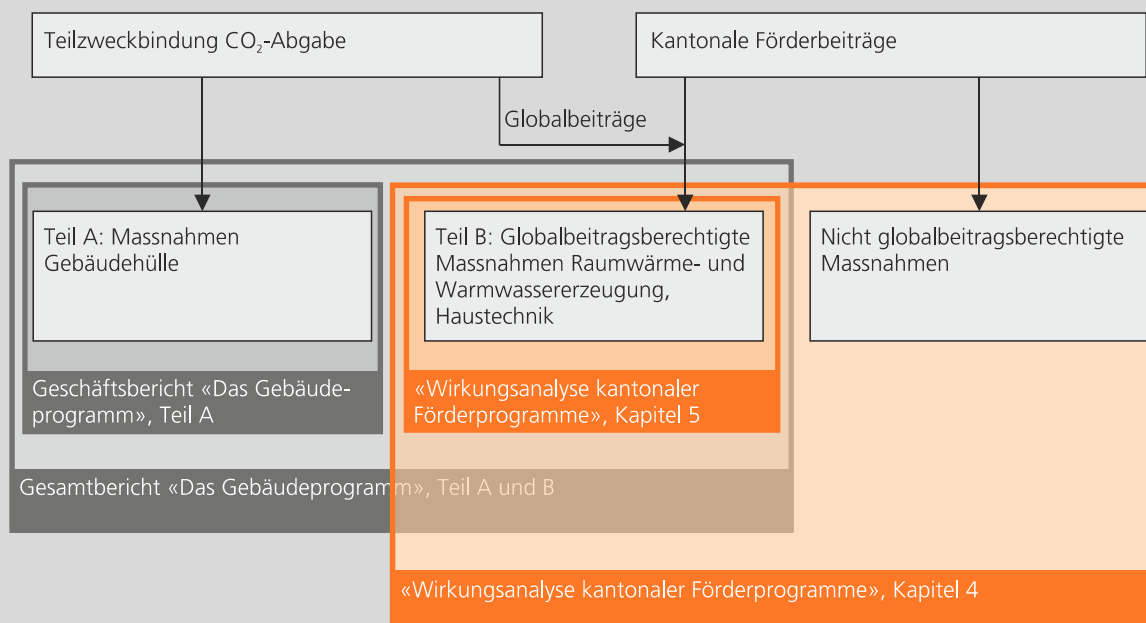 Teilzweckbindung CO₂-Abgabe
Kantonale Förderbeiträge
Globalbeiträge
Teil A: Massnahmen
Gebäudehülle
Teil B: Globalbeitragsberechtigte
Massnahmen Raumwärme- und
Warmwassererzeugung,
Haustechnik
Nicht globalbeitragsberechtigte
Massnahmen
Geschäftsbericht «Das Gebäude-
programm», Teil A
«Wirkungsanalyse kantonaler
Förderprogramme», Kapitel 5
Gesamtbericht «Das Gebäudeprogramm», Teil A und B
«Wirkungsanalyse kantonaler Förderprogramme», Kapitel 4